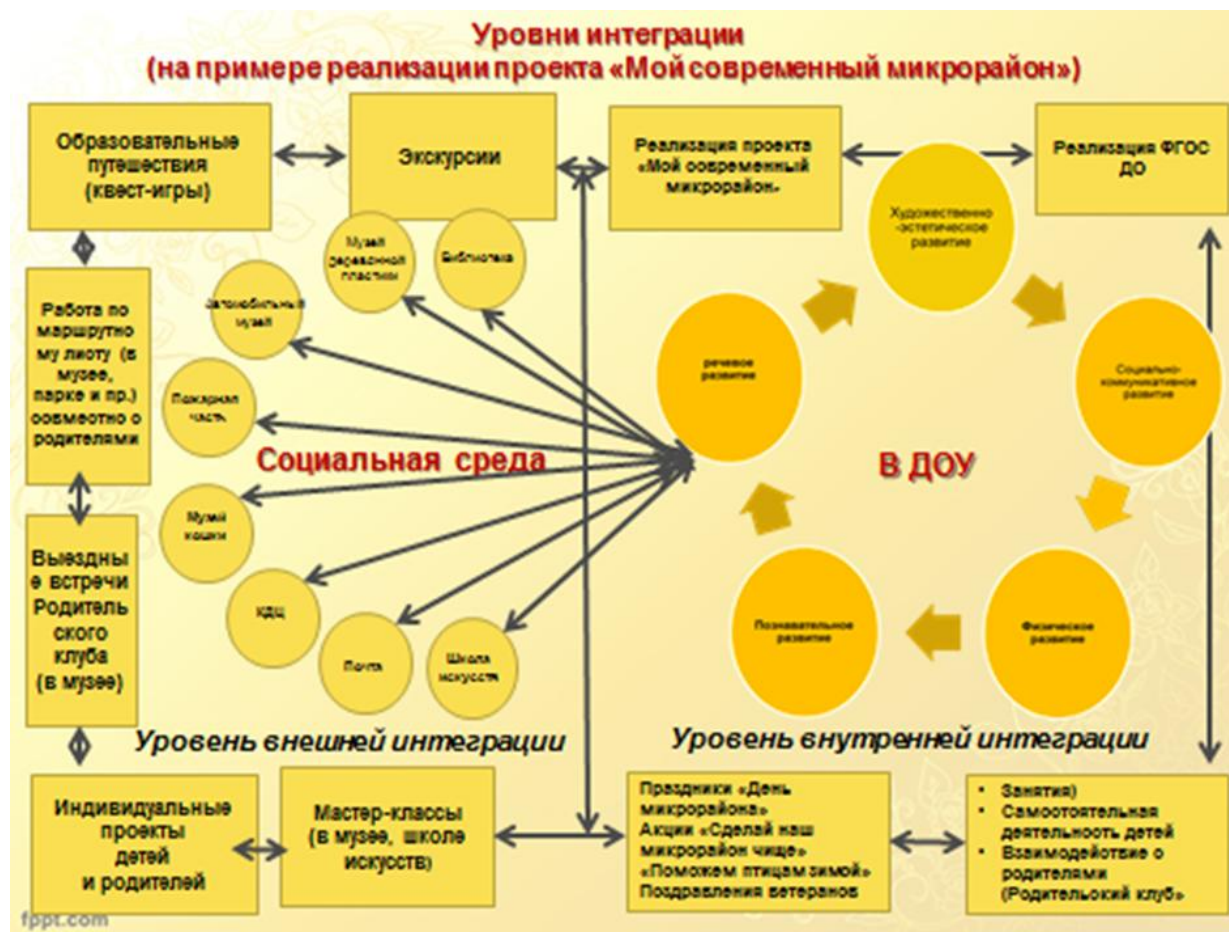 Уровни интеграции
(на примере реализации проекта «Мой современный микрорайон»)
Образовательные
путешествия
(квест-игры)
Экскурсии
Реализация проекта
«Мой современный
микрорайон»
Реализация ФГОС
ДО
Работа по
маршрутно
му листу (в
музее,
парке и пр.)
совместно с
родителями
Выездны
е встречи
Родитель
ского
клуба
(в музее)
Индивидуальные
проекты
детей
и родителей
Мастер-классы
(в музее, школе
искусств)
Библиотека
Музей
деревянной
пластики
Автомобильный
музей
Пожарная
часть
Музей
кошки
КДЦ
Почта
Школа
искусств
Социальная среда
Уровень внешней интеграции
Художественно
-эстетическое
развитие
Социально-
коммуникативное
развитие
Физическое
развитие
Познавательное
развитие
речевое
развитие
В ДОУ
Уровень внутренней интеграции
Праздники «День
микрорайона»
Акции «Сделай наш
микрорайон чище»
«Поможем птицам зимой»
Поздравления ветеранов
• Занятия)
• Самостоятельная
деятельность детей
• Взаимодействие с
родителями
(Родительский клуб»
fppt.com